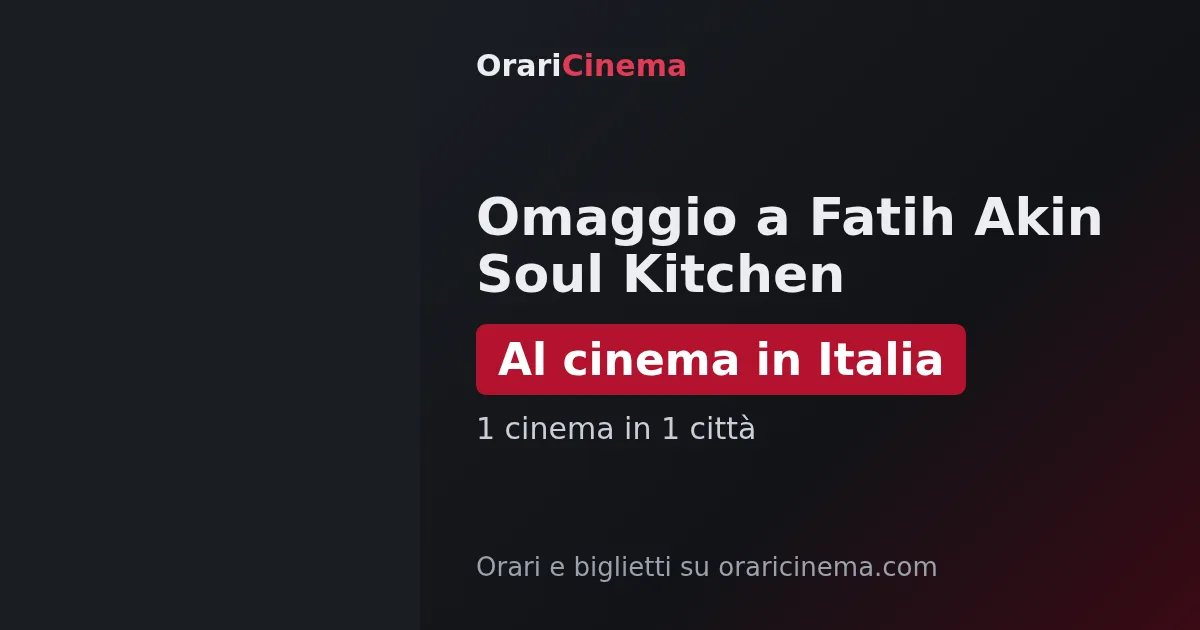 OrariCinema
Omaggio a Fatih Akin
Soul Kitchen
Al cinema in Italia
1 cinema in 1 città
Orari e biglietti su oraricinema.com